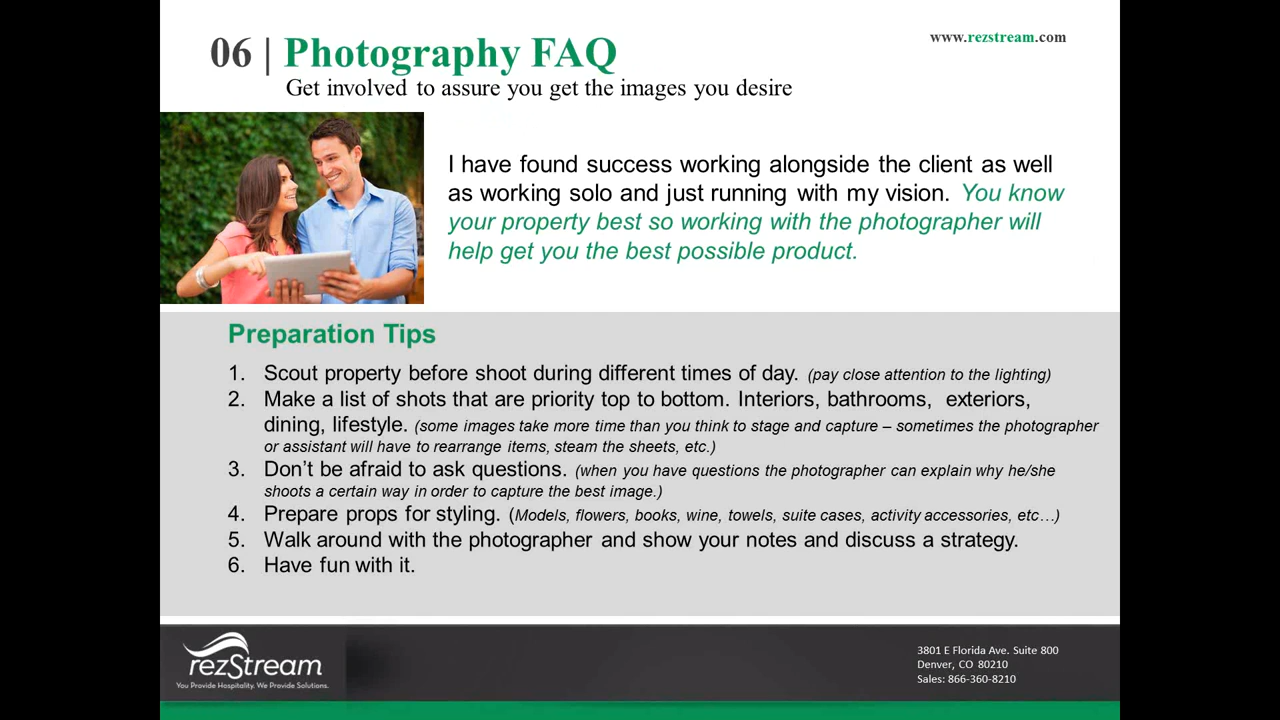 06 | Photography FAQ
www.rezstream.com
Get involved to assure you get the images you desire
I have found success working alongside the client as well
as working solo and just running with my vision. You know
your property best so working with the photographer will
help get you the best possible product.
Preparation Tips
1. Scout property before shoot during different times of day. (pay close attention to the lighting)
2. Make a list of shots that are priority top to bottom. Interiors, bathrooms, exteriors,
dining, lifestyle. (some images take more time than you think to stage and capture – sometimes the photographer
or assistant will have to rearrange items, steam the sheets, etc.)
3. Don’t be afraid to ask questions. (when you have questions the photographer can explain why he/she
shoots a certain way in order to capture the best image.)
4. Prepare props for styling. (Models, flowers, books, wine, towels, suite cases, activity accessories, etc…)
5. Walk around with the photographer and show your notes and discuss a strategy.
6. Have fun with it.
rezStream
You Provide Hospitality. We Provide Solutions.
3801 E Florida Ave. Suite 800
Denver, CO 80210
Sales: 866-360-8210